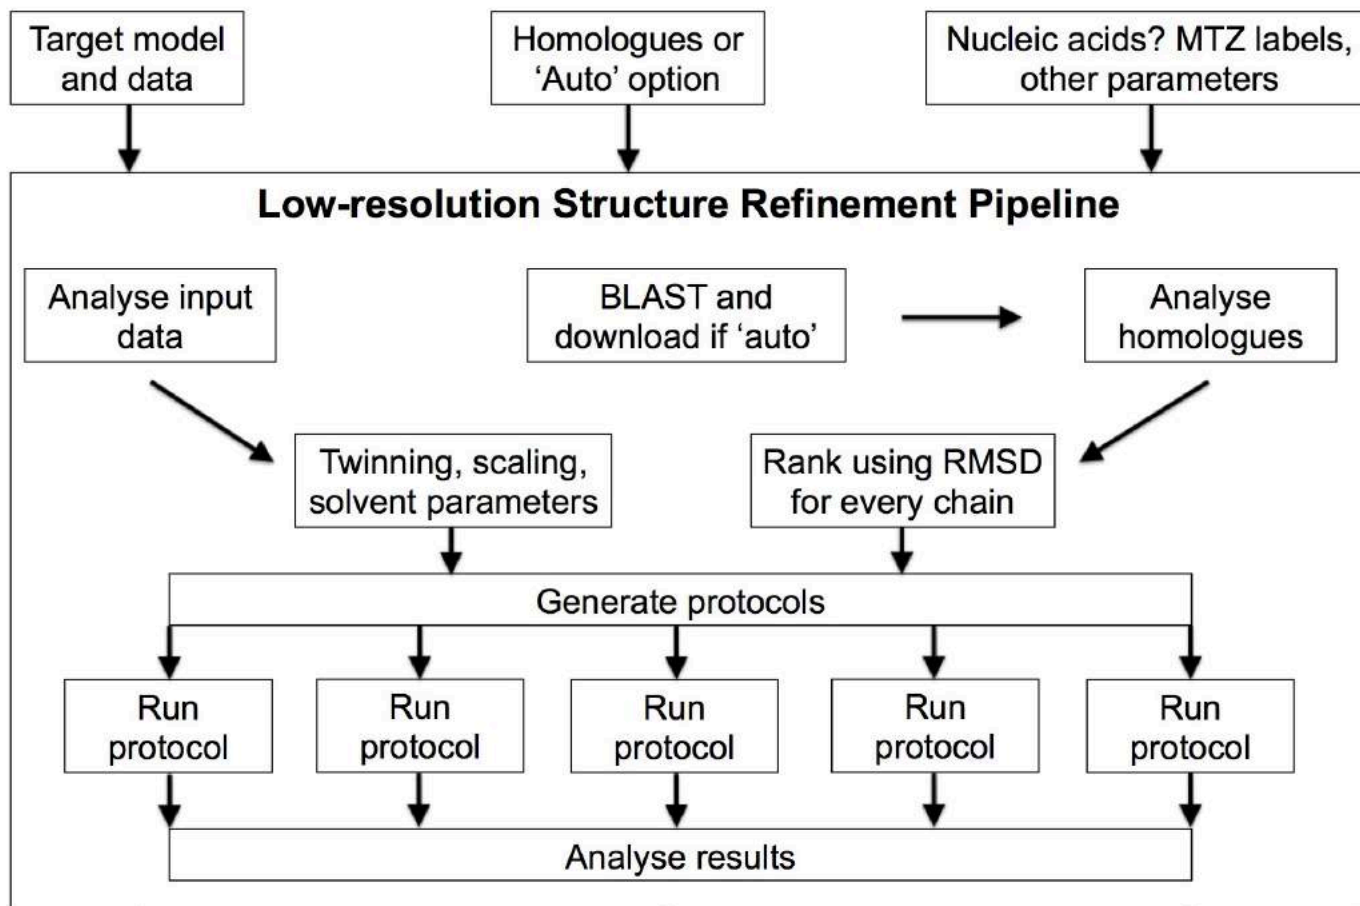 Target model
and data
Homologues or
‘Auto’ option
Nucleic acids? MTZ labels,
other parameters
Low-resolution Structure Refinement Pipeline
Analyse input
data
BLAST and
download if ‘auto’
Analyse
homologues
Twinning, scaling,
solvent parameters
Rank using RMSD
for every chain
Generate protocols
Run
protocol
Run
protocol
Run
protocol
Run
protocol
Run
protocol
Analyse results